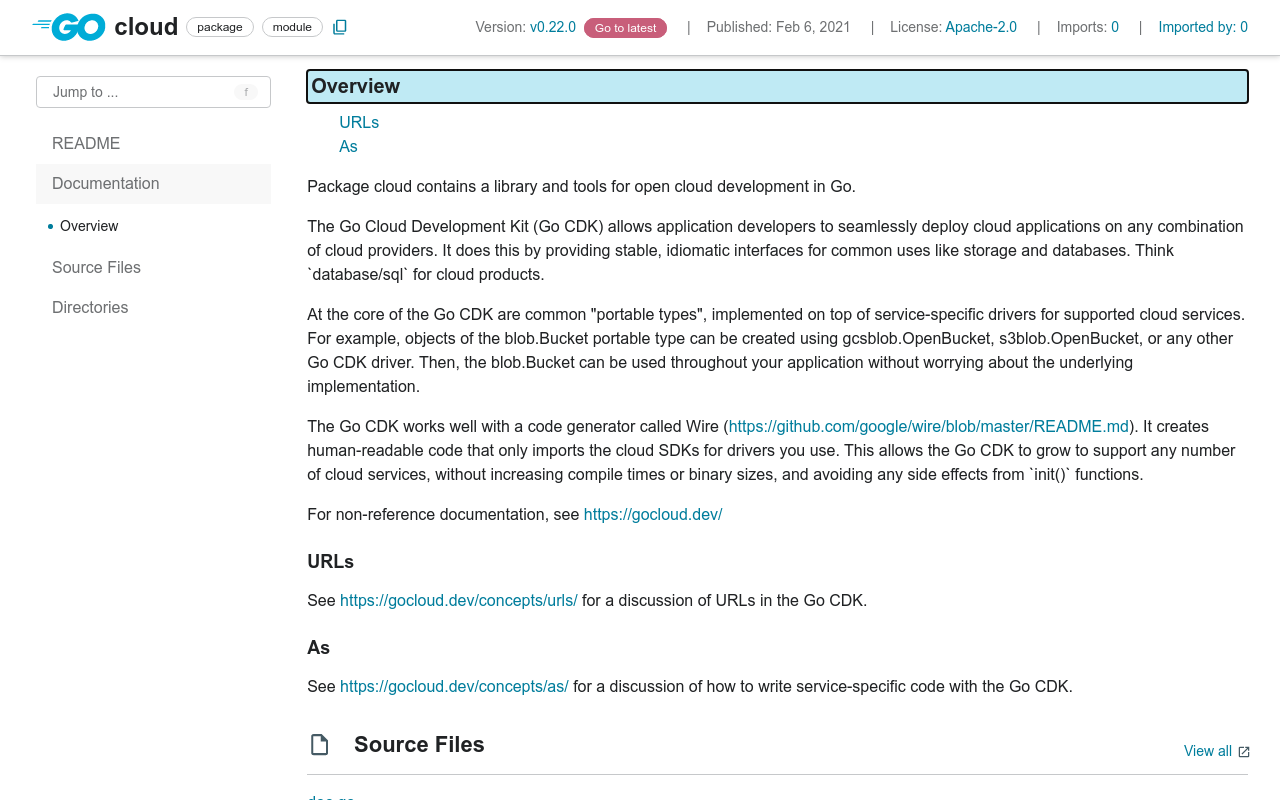 GO cloud package module Version: v0.22.0 Go to latest | Published: Feb 6, 2021 | License: Apache-2.0 | Imports: 0 | Imported by: 0
Jump to ... f
README
Documentation
Overview
Source Files
Directories
Overview
URLs
As
Package cloud contains a library and tools for open cloud development in Go.
The Go Cloud Development Kit (Go CDK) allows application developers to seamlessly deploy cloud applications on any combination
of cloud providers. It does this by providing stable, idiomatic interfaces for common uses like storage and databases. Think
`database/sql` for cloud products.
At the core of the Go CDK are common "portable types", implemented on top of service-specific drivers for supported cloud services.
For example, objects of the blob.Bucket portable type can be created using gcsblob.OpenBucket, s3blob.OpenBucket, or any other
Go CDK driver. Then, the blob.Bucket can be used throughout your application without worrying about the underlying
implementation.
The Go CDK works well with a code generator called Wire (https://github.com/google/wire/blob/master/README.md). It creates
human-readable code that only imports the cloud SDKs for drivers you use. This allows the Go CDK to grow to support any number
of cloud services, without increasing compile times or binary sizes, and avoiding any side effects from `init()` functions.
For non-reference documentation, see https://gocloud.dev/
URLs
See https://gocloud.dev/concepts/urls/ for a discussion of URLs in the Go CDK.
As
See https://gocloud.dev/concepts/as/ for a discussion of how to write service-specific code with the Go CDK.
Source Files View all